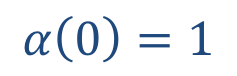 α(0) = 1